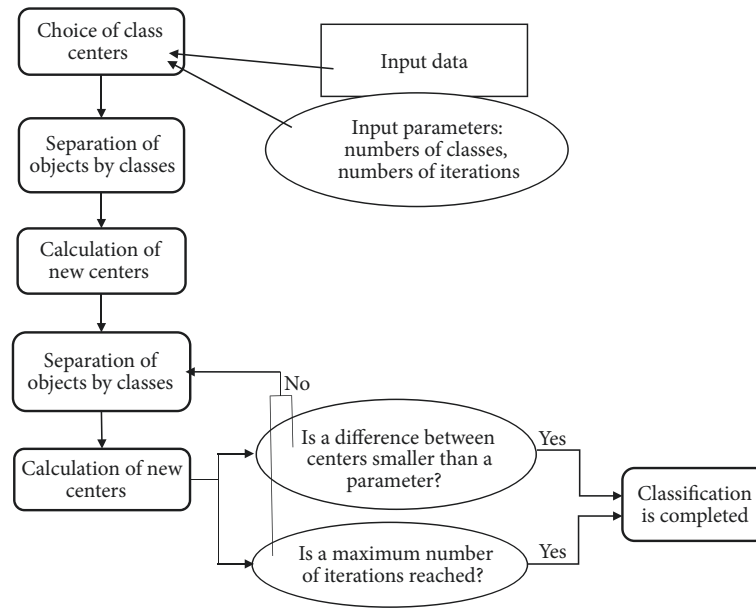 Choice of class
centers
Input data
Input parameters:
numbers of classes,
numbers of iterations
Separation of
objects by classes
Calculation of
new centers
Separation of
objects by classes
No
Calculation of new
centers
Is a difference between
centers smaller than a
parameter?
Yes
Classification
is completed
Is a maximum number
of iterations reached?
Yes